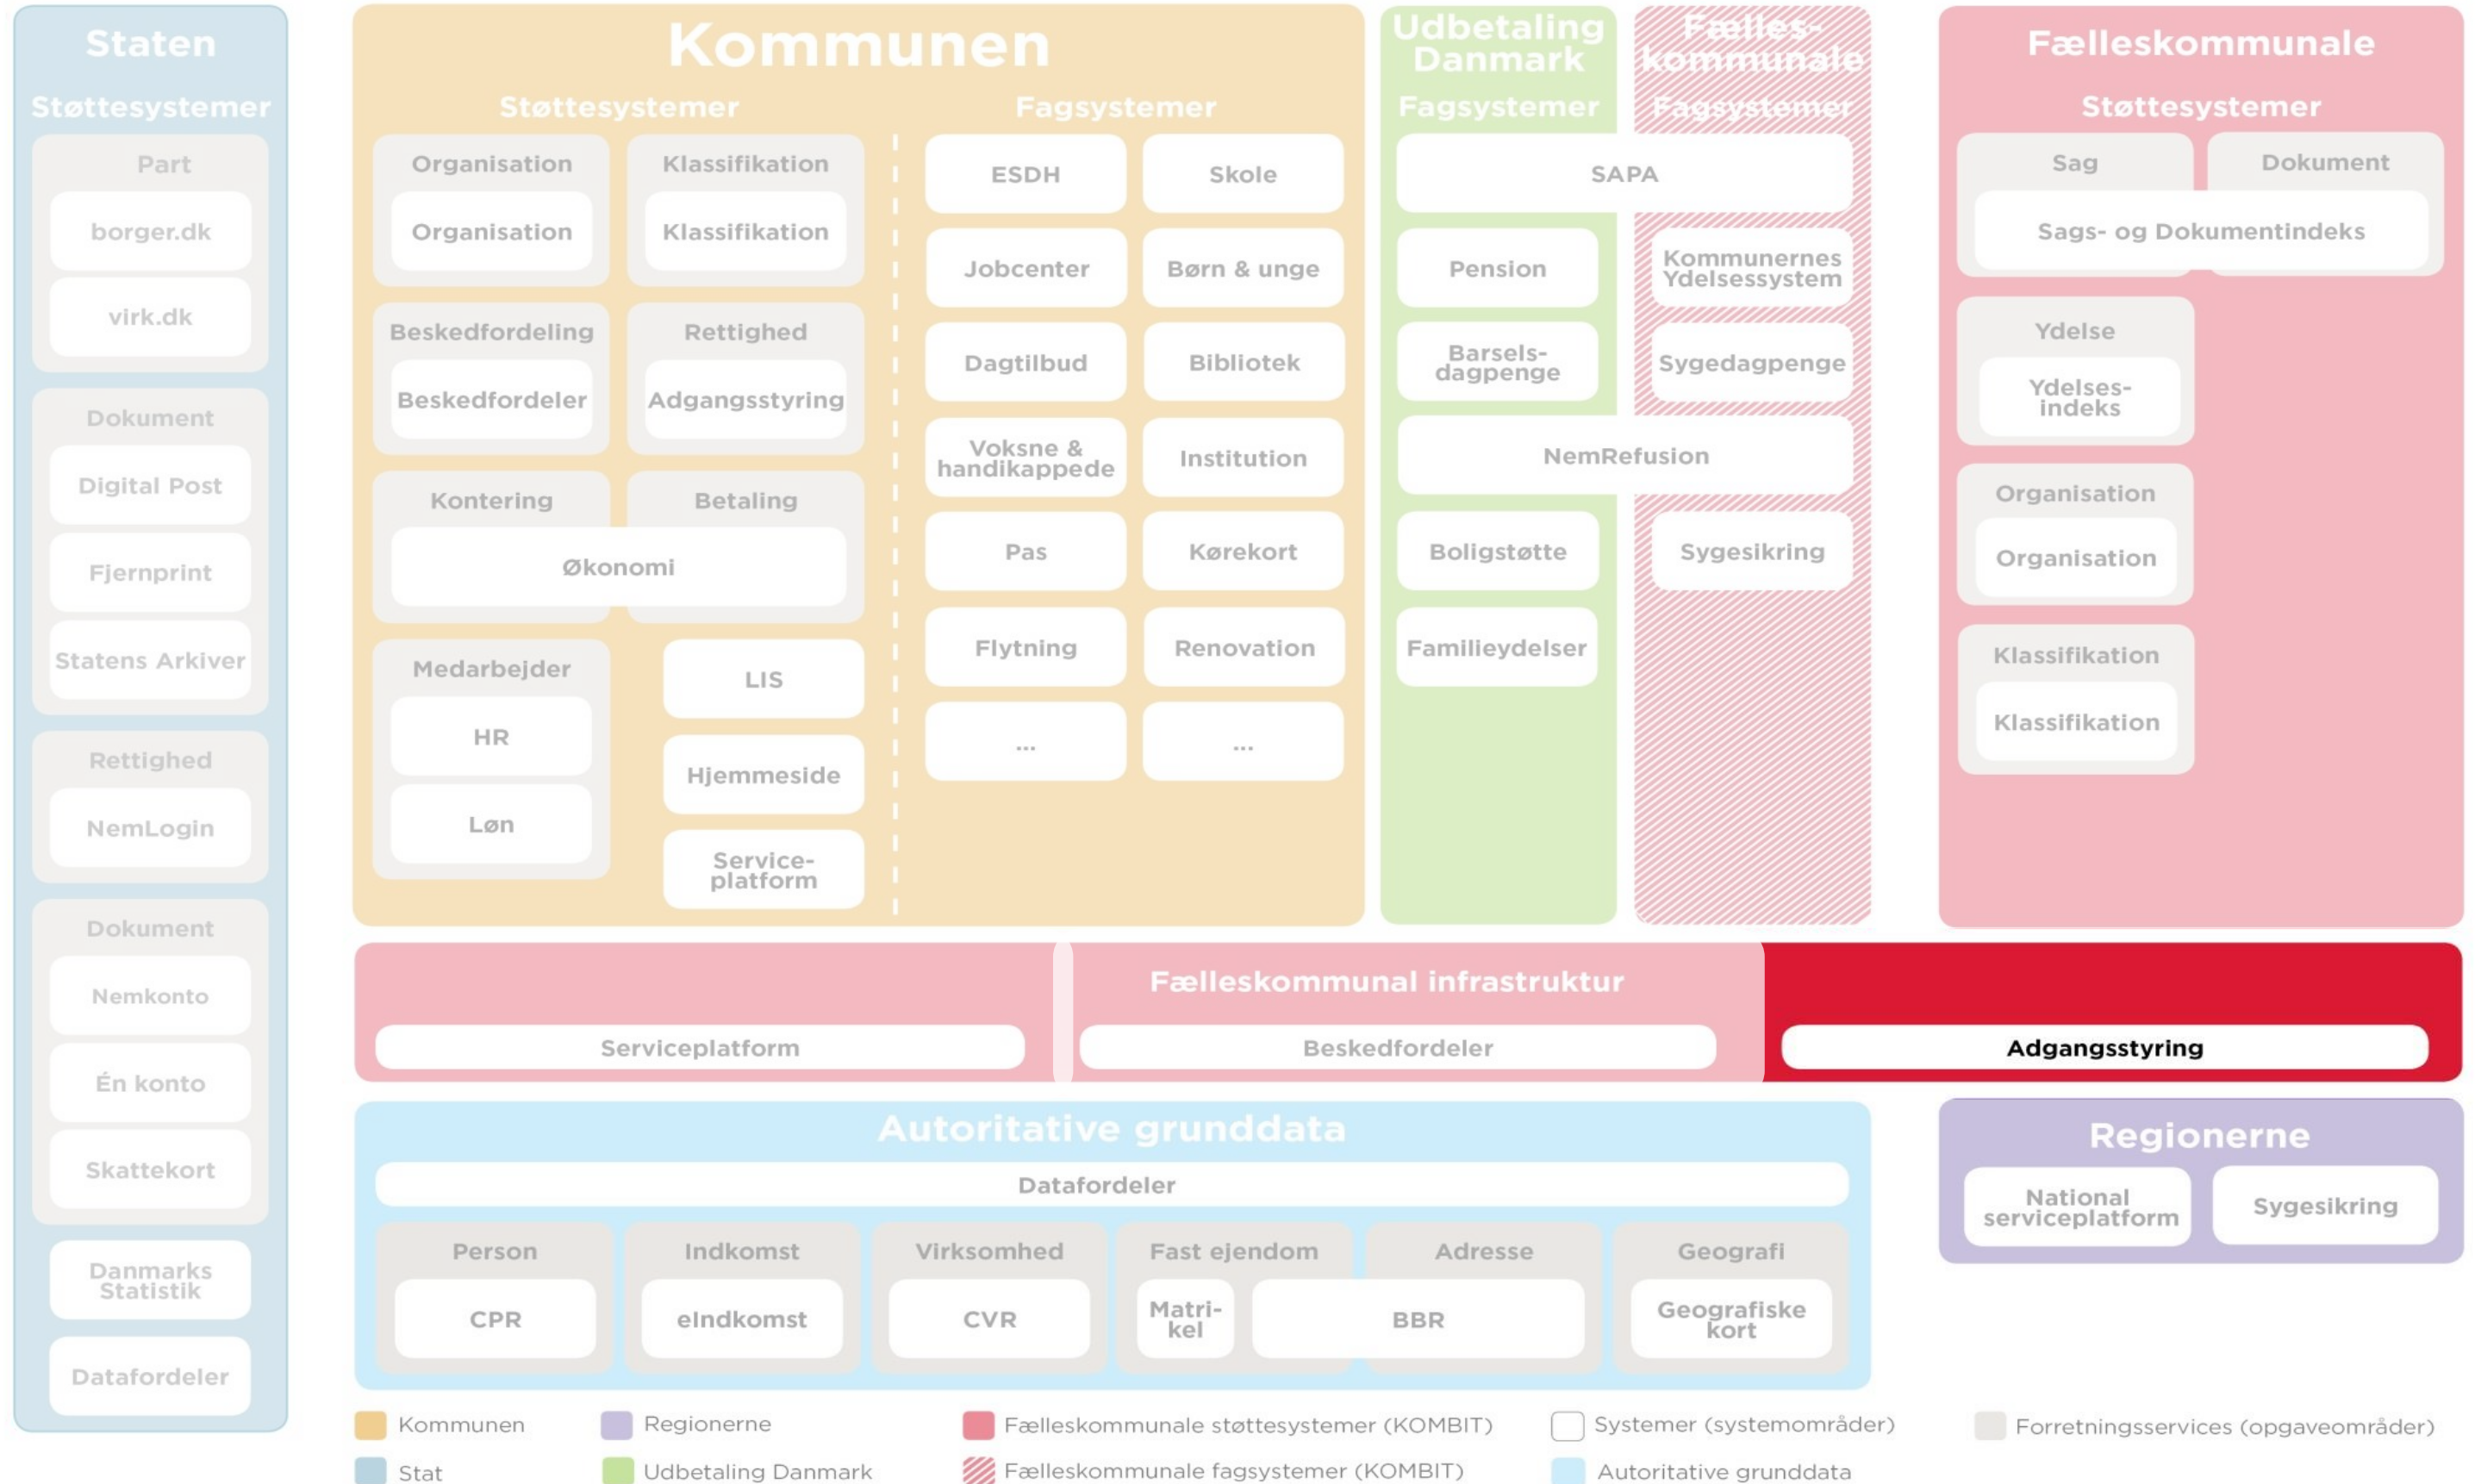 Staten
Støttesystemer
Part
borger.dk
virk.dk
Dokument
Digital Post
Fjernprint
Statens Arkiver
Rettighed
NemLogin
Dokument
Nemkonto
Én konto
Skattekort
Danmarks
Statistik
Datafordeler
Kommunen
Støttesystemer
Organisation
Organisation
Klassifikation
Klassifikation
Beskedfordeling
Beskedfordeler
Rettighed
Adgangsstyring
Kontering
Betaling
Økonomi
Medarbejder
HR
Løn
LIS
Hjemmeside
Service-
platform
Fagsystemer
ESDH
Skole
Jobcenter
Børn & unge
Dagtilbud
Bibliotek
Voksne &
handikappede
Institution
Pas
Kørekort
Flytning
Renovation
...
...
Udbetaling
Danmark
Fagsystemer
Fælles-
kommunale
Fagsystemer
SAPA
Pension
Kommunernes
Ydelsessystem
Barsels-
dagpenge
Sygedagpenge
NemRefusion
Boligstøtte
Sygesikring
Familieydelser
Fælleskommunale
Støttesystemer
Sag
Dokument
Sags- og Dokumentindeks
Ydelse
Ydelses-
indeks
Organisation
Organisation
Klassifikation
Klassifikation
Fælleskommunal infrastruktur
Serviceplatform
Beskedfordeler
Adgangsstyring
Autoritative grunddata
Datafordeler
Person
CPR
Indkomst
eIndkomst
Virksomhed
CVR
Fast ejendom
Adresse
Matri-
kel
BBR
Geografi
Geografiske
kort
Regionerne
National
serviceplatform
Sygesikring
Kommunen
Regionerne
Fælleskommunale støttesystemer (KOMBIT)
Systemer (systemområder)
Forretningsservices (opgaveområder)
Stat
Udbetaling Danmark
Fælleskommunale fagsystemer (KOMBIT)
Autoritative grunddata